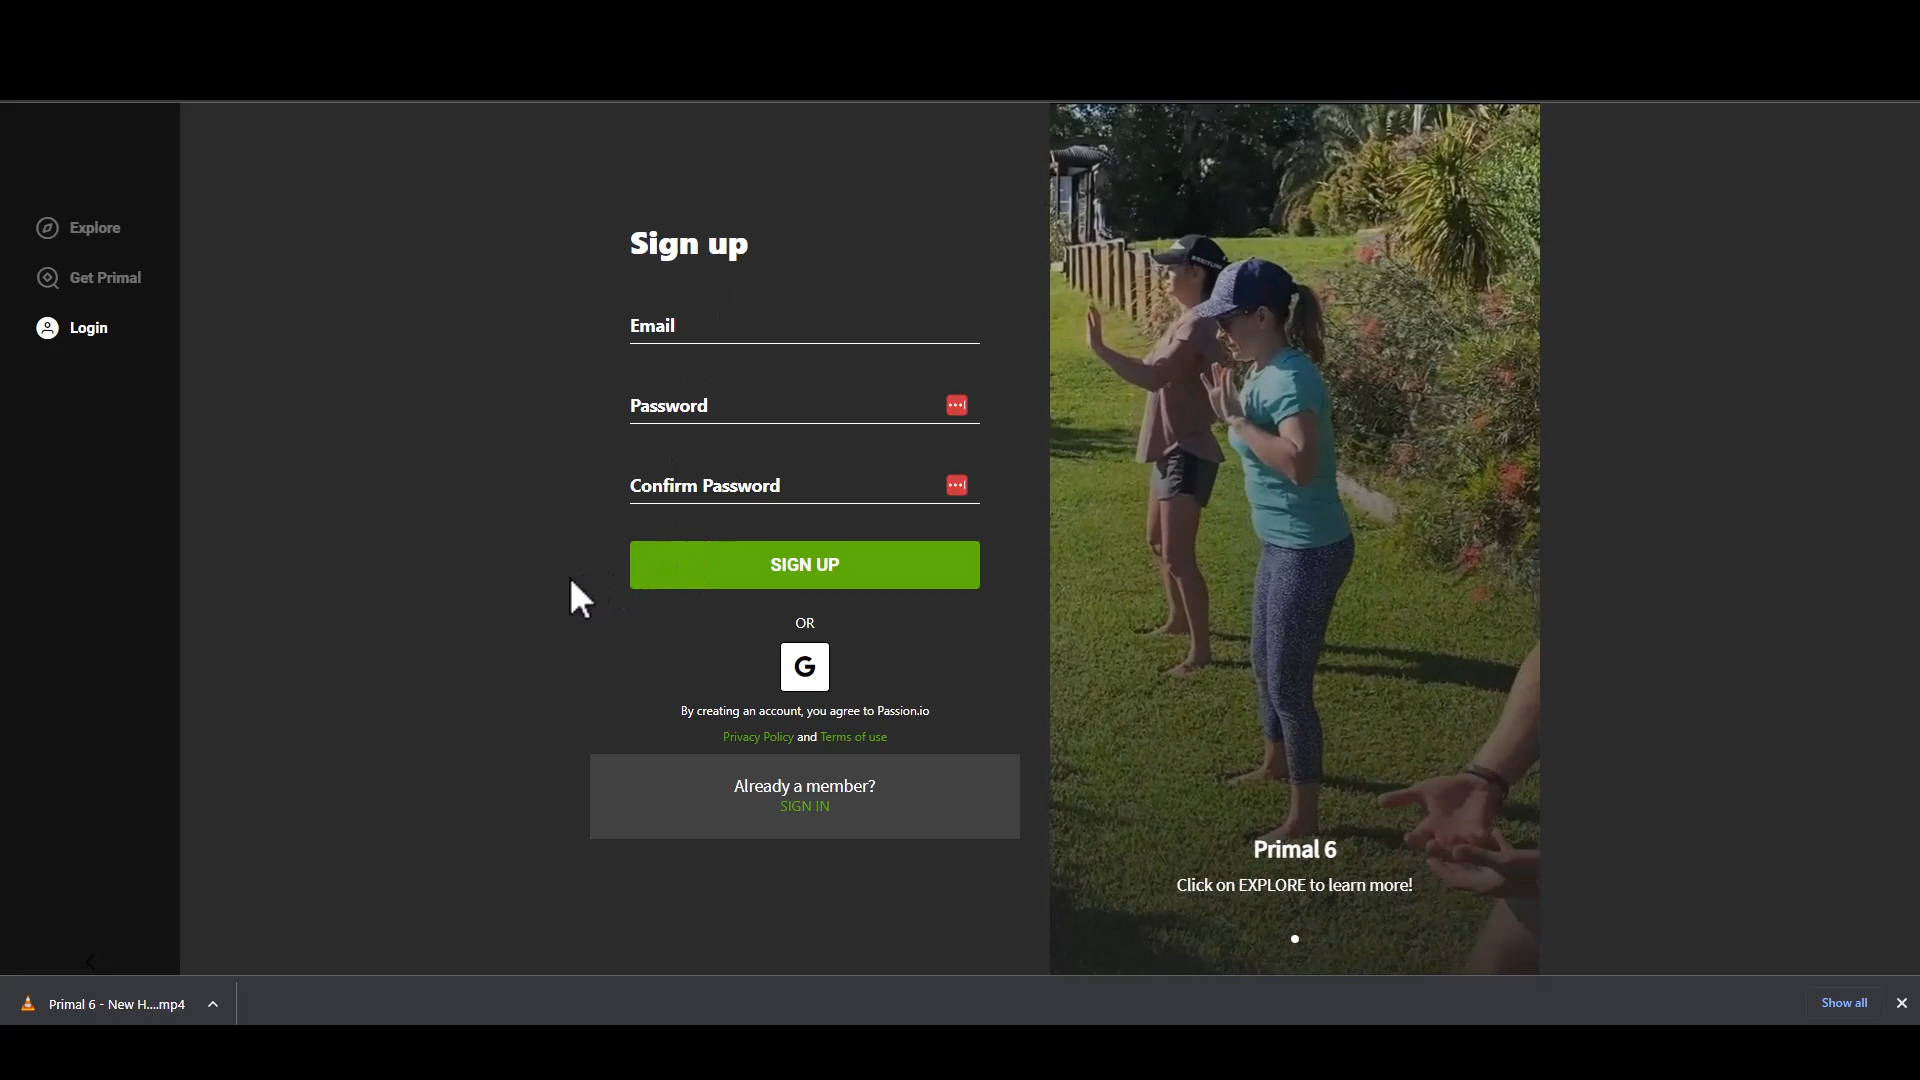 Explore
Get Primal
Login
Sign up
Email
Password
Confirm Password
SIGN UP
OR
G
By creating an account, you agree to Passion.io
Privacy Policy and Terms of use
Already a member?
SIGN IN
BREITLING
Primal 6
Click on EXPLORE to learn more!
Primal 6 - New H....mp4
Show all